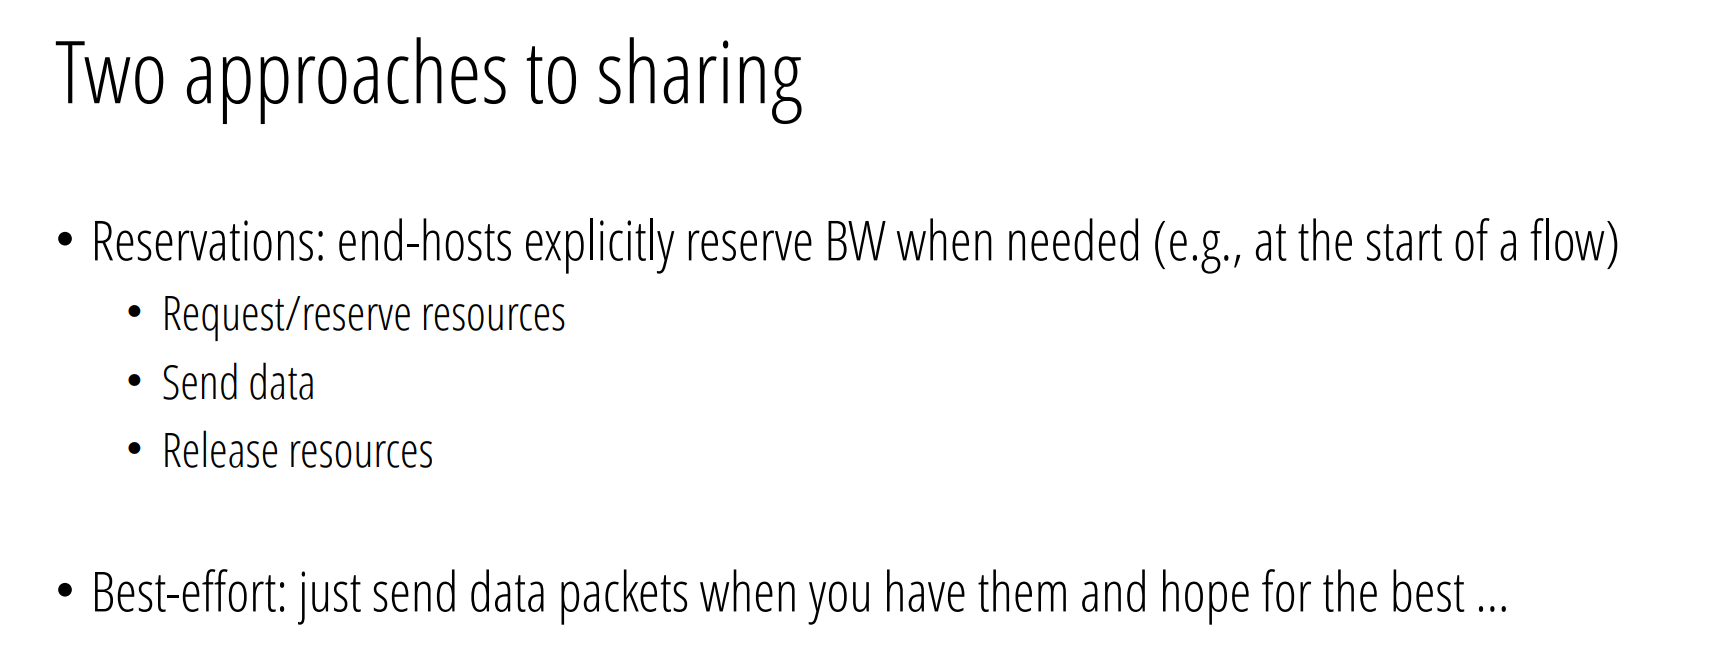 Two approaches to sharing
• Reservations: end-hosts explicitly reserve BW when needed (e.g., at the start of a flow)
• Request/reserve resources
• Send data
• Release resources
• Best-effort: just send data packets when you have them and hope for the best ...